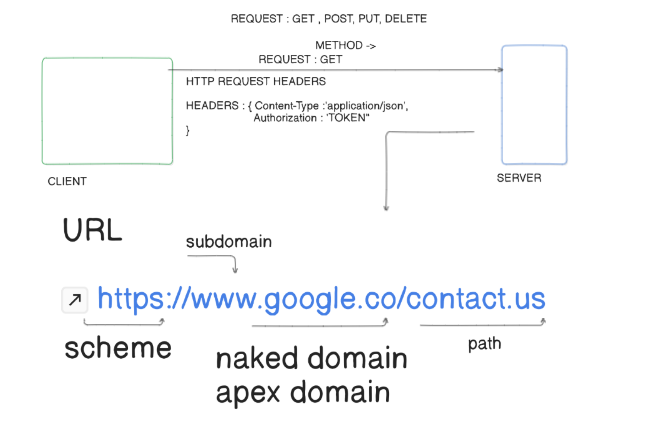 REQUEST : GET , POST, PUT, DELETE
METHOD ->
REQUEST : GET
HTTP REQUEST HEADERS
HEADERS : { Content-Type :'application/json',
Authorization : 'TOKEN"
}
CLIENT
SERVER
URL
subdomain
https://www.google.co/contact.us
scheme
naked domain
apex domain
path